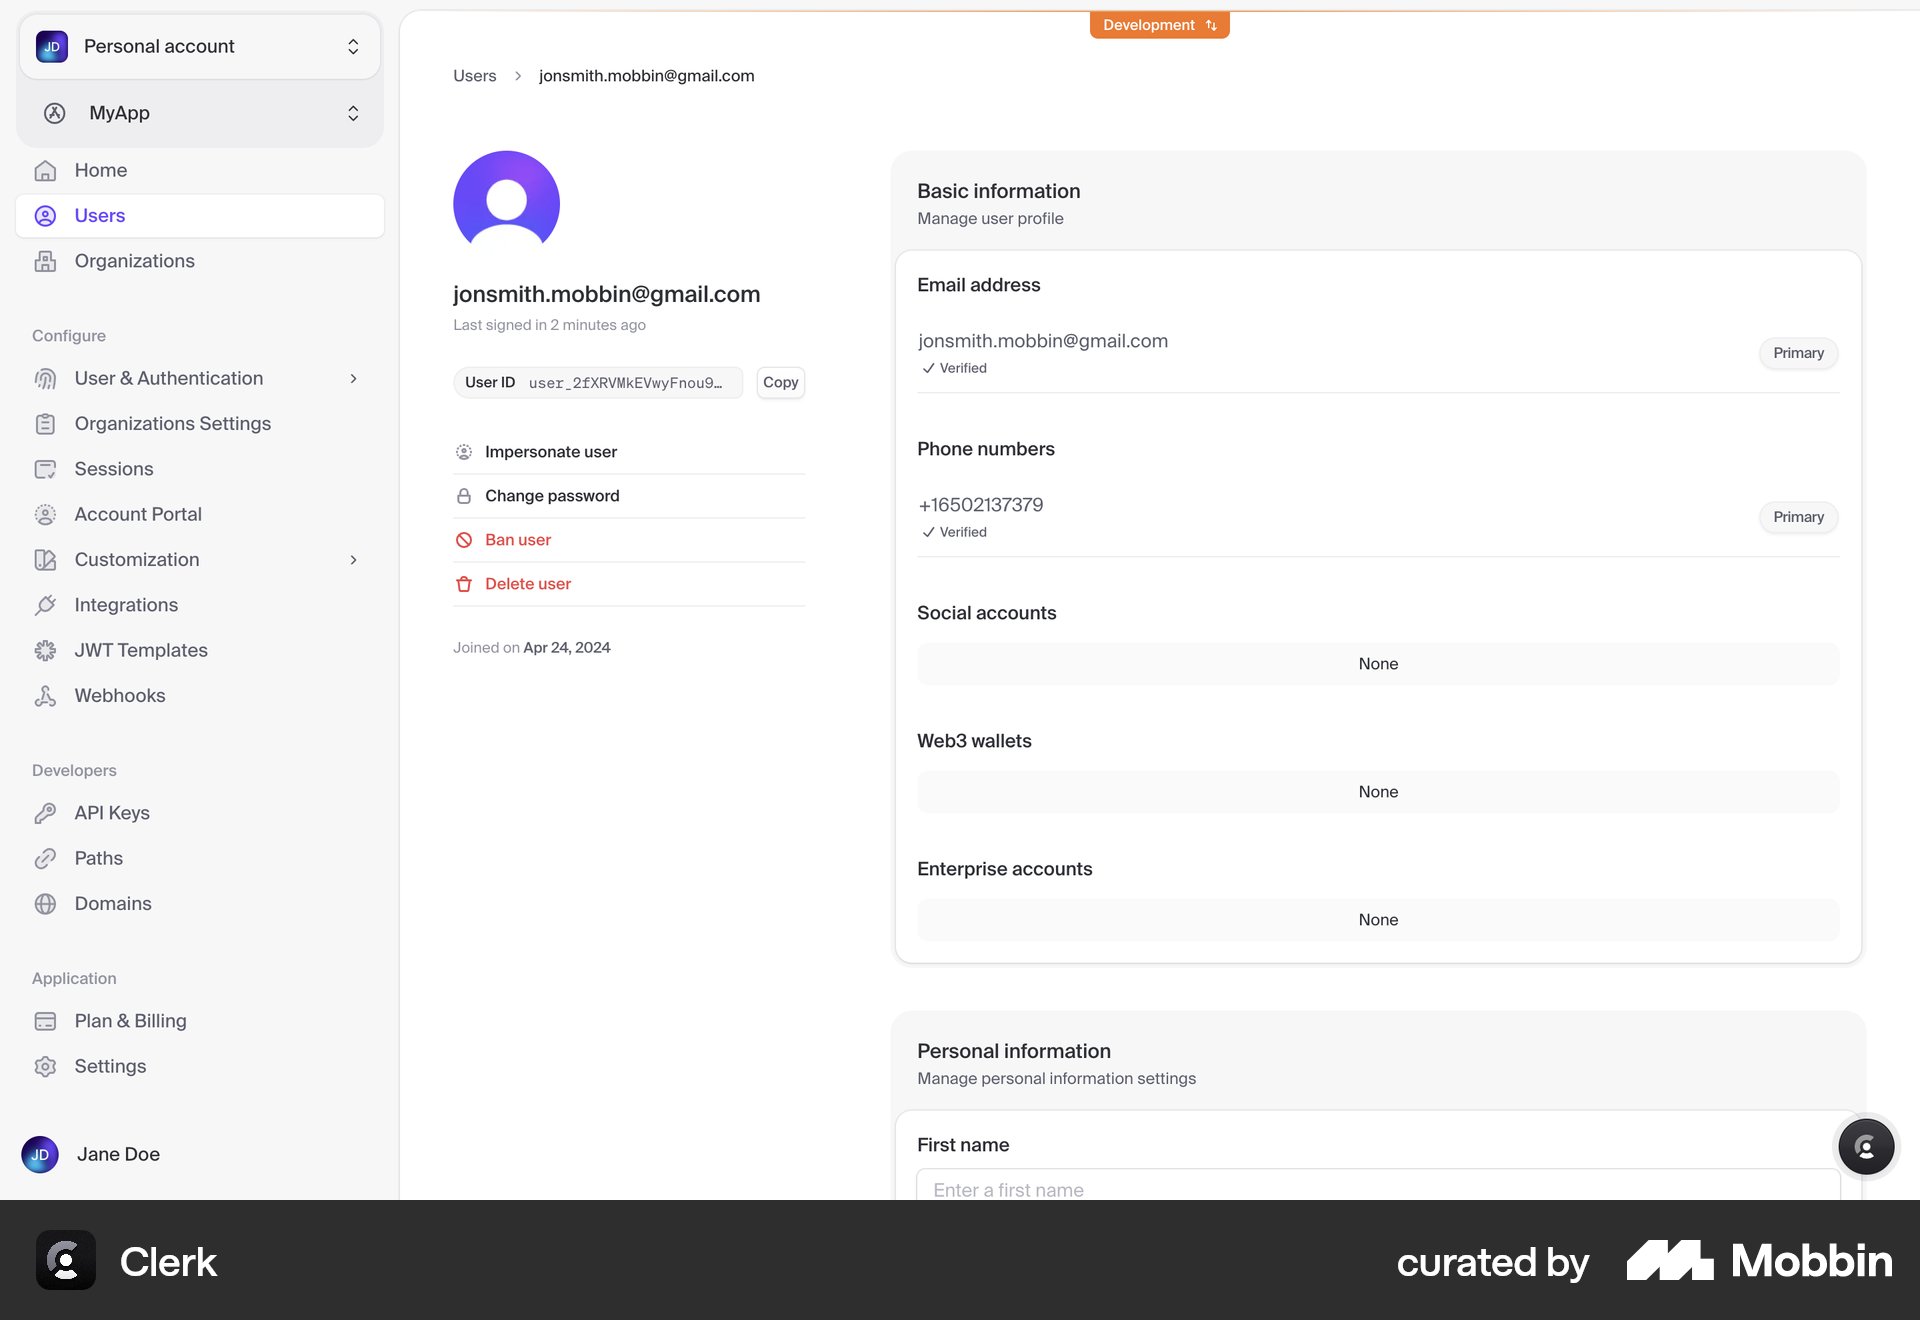 JD Personal account
MyApp
Home
Users
Organizations
Configure
User & Authentication
Organizations Settings
Sessions
Account Portal
Customization
Integrations
JWT Templates
Webhooks
Developers
API Keys
Paths
Domains
Application
Plan & Billing
Settings
JD Jane Doe
Development
Users > jonsmith.mobbin@gmail.com
jonsmith.mobbin@gmail.com
Last signed in 2 minutes ago
User ID user_2fXRVMkEVwyFnou9… Copy
Impersonate user
Change password
Ban user
Delete user
Joined on Apr 24, 2024
Basic information
Manage user profile
Email address
jonsmith.mobbin@gmail.com
Verified
Primary
Phone numbers
+16502137379
Verified
Primary
Social accounts
None
Web3 wallets
None
Enterprise accounts
None
Personal information
Manage personal information settings
First name
Enter a first name
Clerk
curated by Mobbin